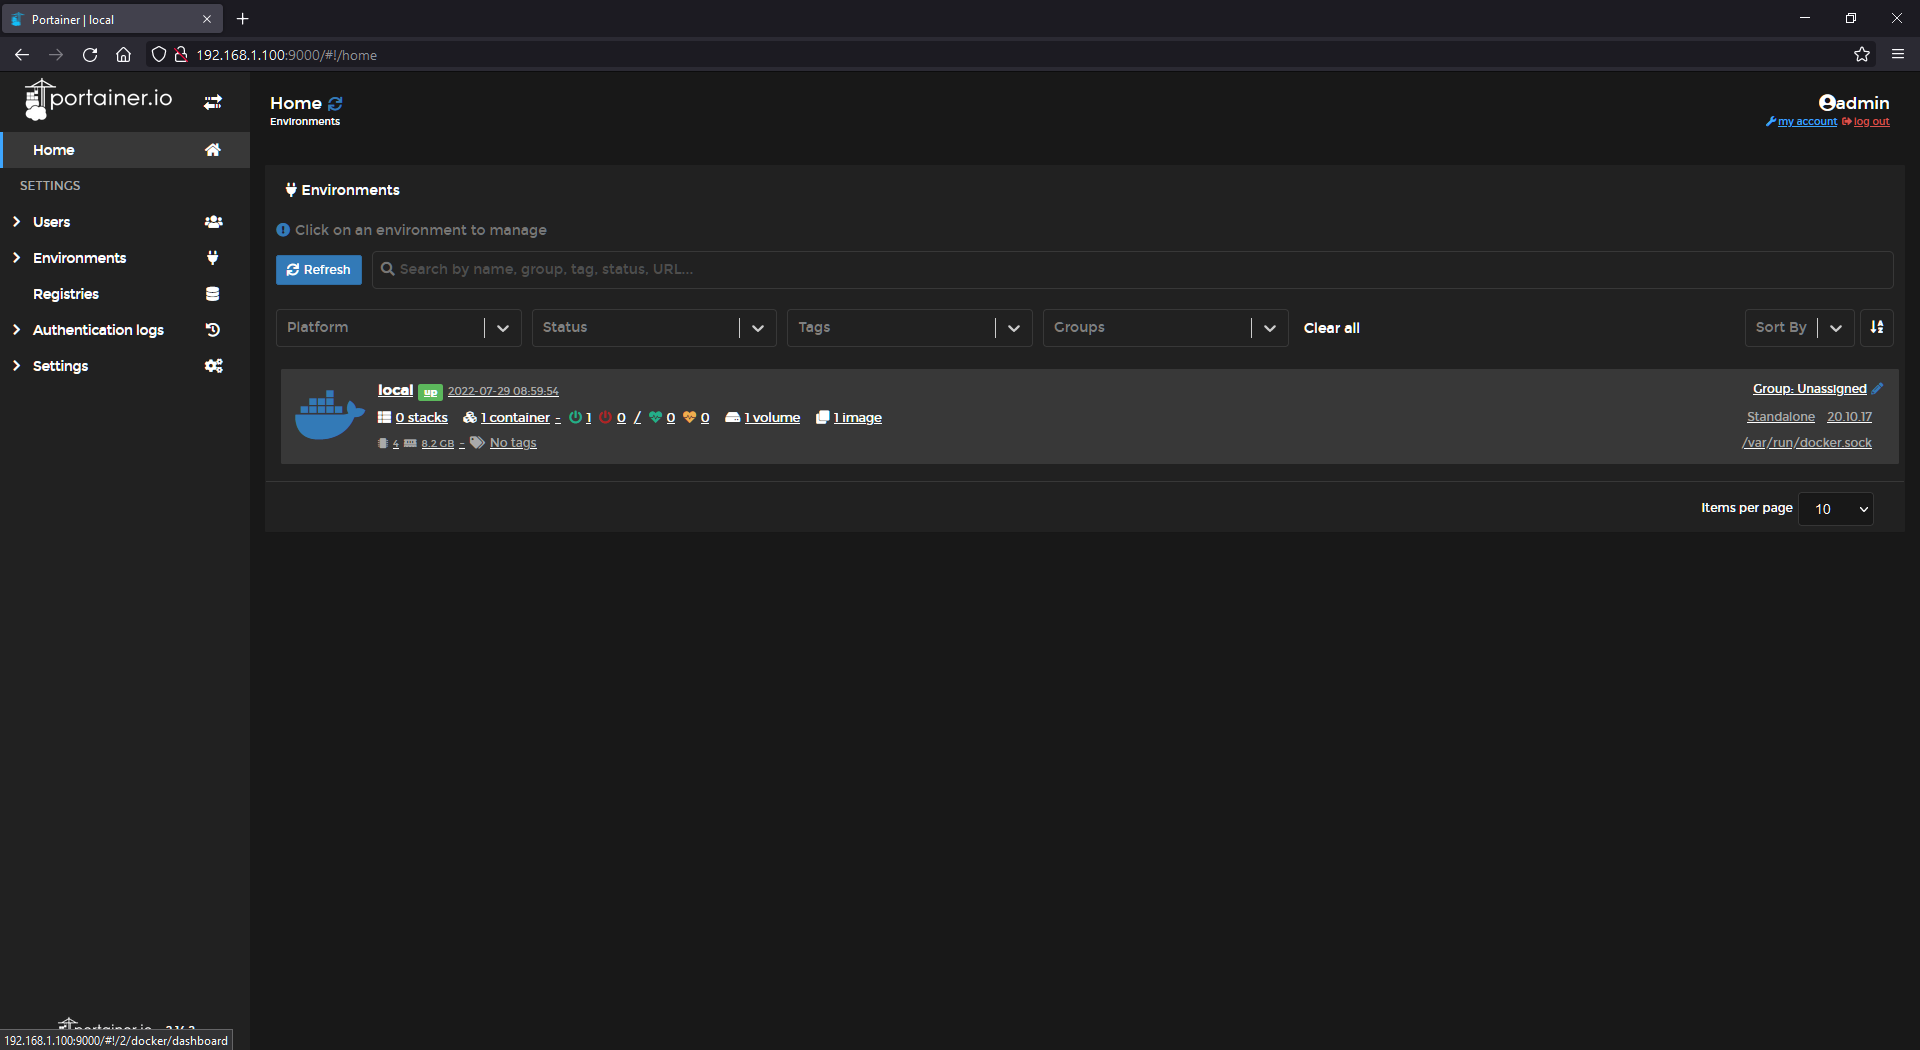 Portainer | local
192.168.1.100:9000/#!/home
portainer.io
Home
SETTINGS
Users
Environments
Registries
Authentication logs
Settings
Home
Environments
admin
my account log out
Environments
Click on an environment to manage
Refresh
Search by name, group, tag, status, URL...
Platform Status Tags Groups Clear all Sort By
local up 2022-07-29 08:59:54 Group: Unassigned
0 stacks 1 container - 1 0 / 0 0 1 volume 1 image Standalone 20.10.17
4 8.2 GB - No tags /var/run/docker.sock
Items per page 10
192.168.1.100:9000/#!/2/docker/dashboard